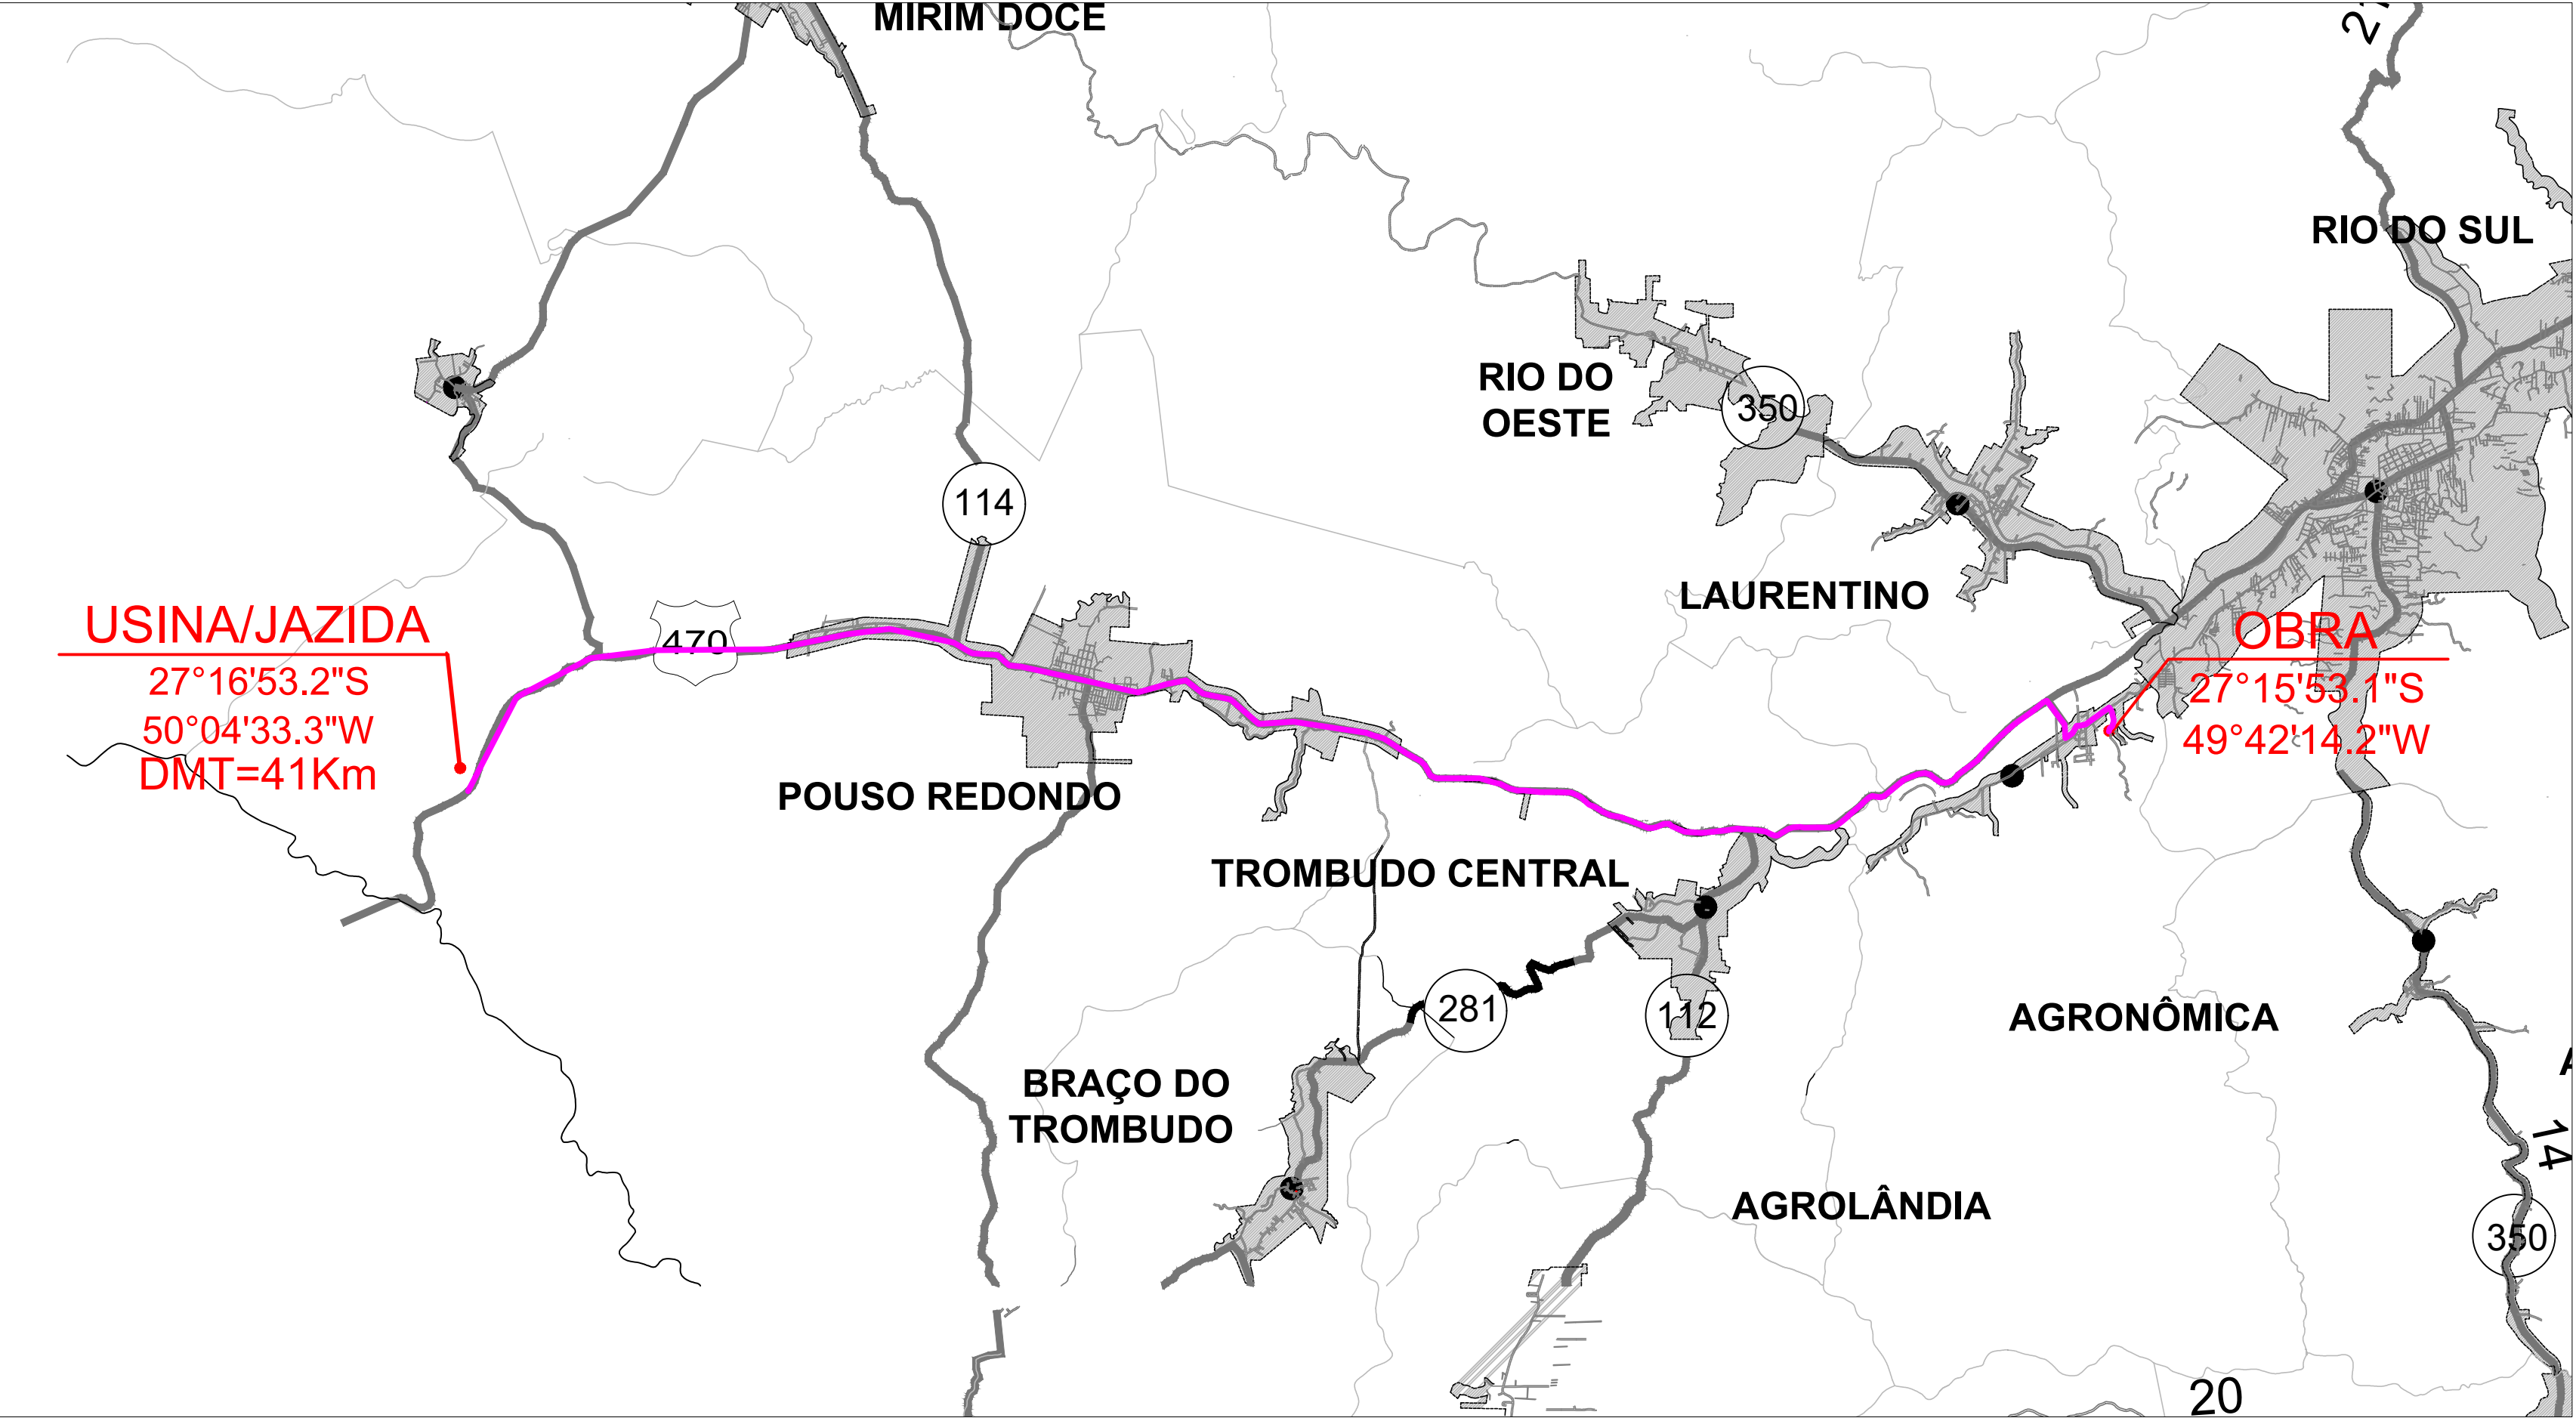 MIRIM DOCE
RIO DO SUL
RIO DO
OESTE
350
114
LAURENTINO
USINA/JAZIDA
27°16'53.2"S
50°04'33.3"W
DMT=41Km
470
OBRA
27°15'53.1"S
49°42'14.2"W
POUSO REDONDO
TROMBUDO CENTRAL
281
112
AGRONÔMICA
BRAÇO DO
TROMBUDO
14
AGROLÂNDIA
350
20